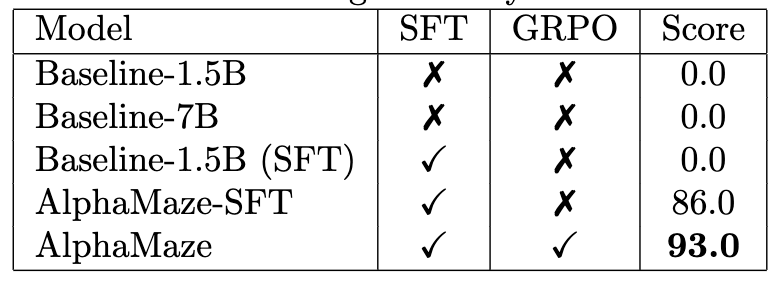 Model SFT GRPO Score
Baseline-1.5B ✗ ✗ 0.0
Baseline-7B ✗ ✗ 0.0
Baseline-1.5B (SFT) ✓ ✗ 0.0
AlphaMaze-SFT ✓ ✗ 86.0
AlphaMaze ✓ ✓ 93.0